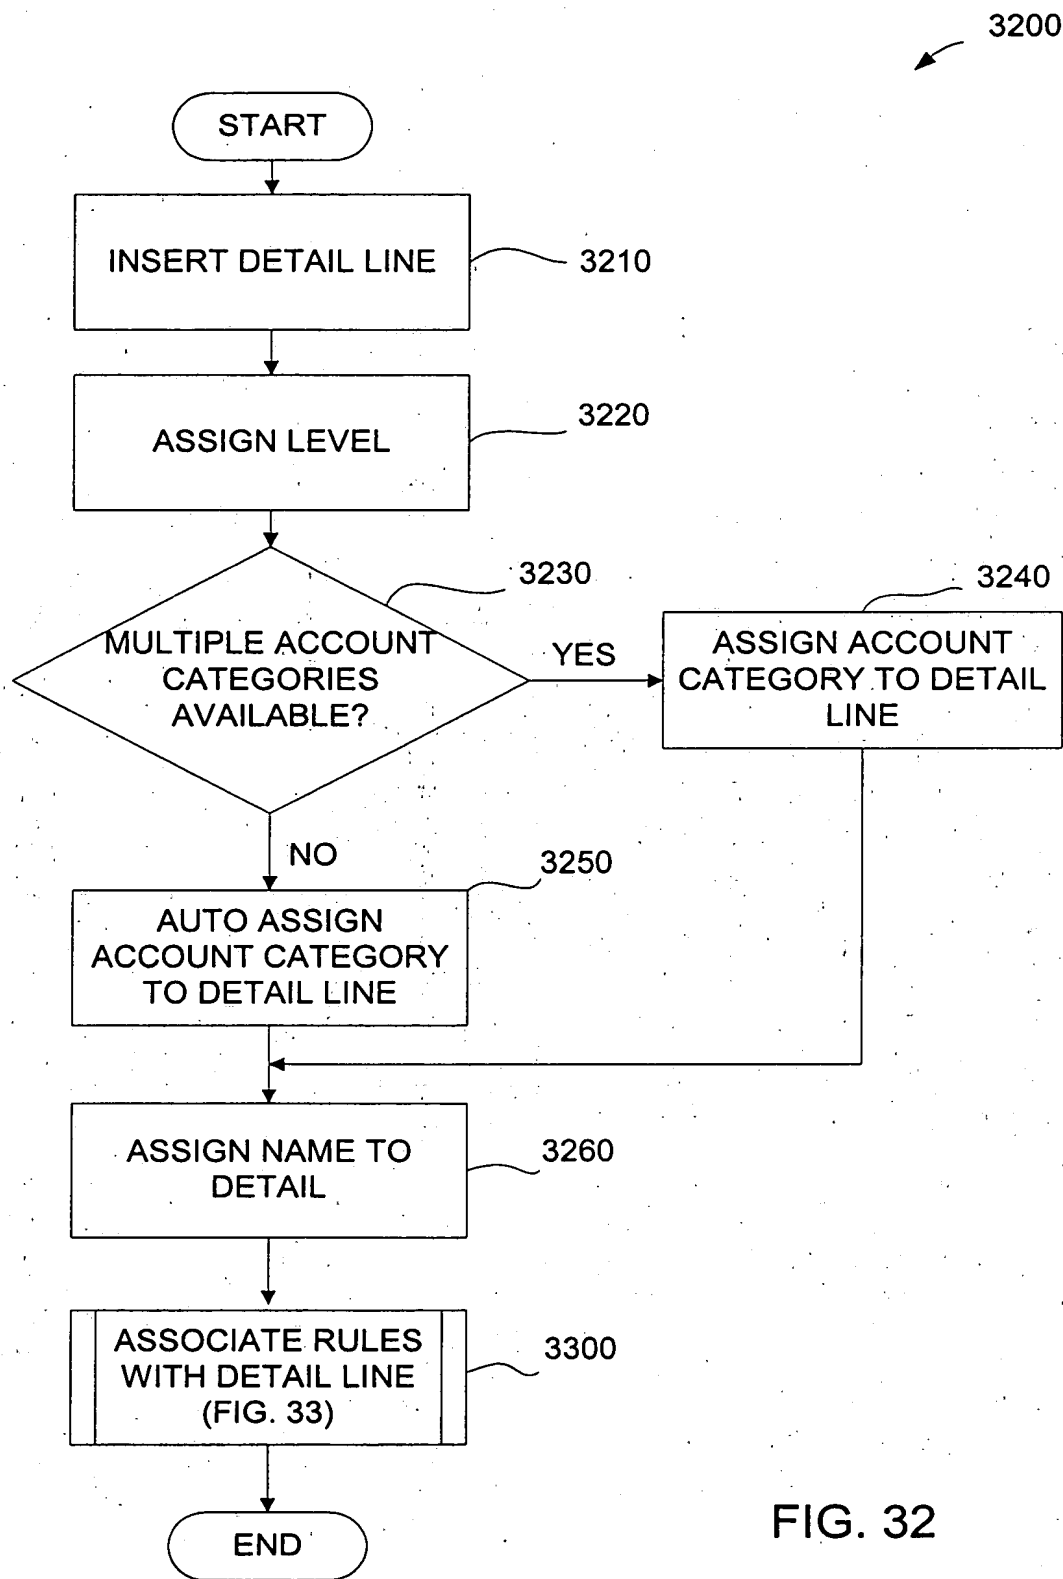 3200
START
INSERT DETAIL LINE
3210
ASSIGN LEVEL
3220
MULTIPLE ACCOUNT
CATEGORIES
AVAILABLE?
3230
YES
ASSIGN ACCOUNT
CATEGORY TO DETAIL
LINE
3240
NO
AUTO ASSIGN
ACCOUNT CATEGORY
TO DETAIL LINE
3250
ASSIGN NAME TO
DETAIL
3260
ASSOCIATE RULES
WITH DETAIL LINE
(FIG. 33)
3300
END
FIG. 32